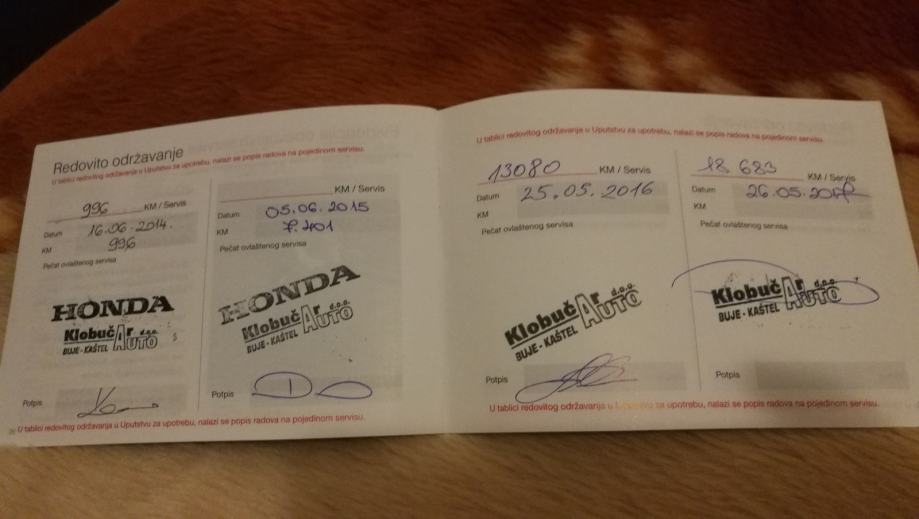 Redovito održavanje
U tablici redovitog održavanja u Uputstvu za upotrebu, nalazi se popis radova na pojedinom servisu.
996 KM / Servis
Datum 16.06.2014.
KM 996
Pečat ovlaštenog servisa
HONDA
Klobučar d.o.o.
AUTO
BUJE - KAŠTEL
Potpis
KM / Servis
Datum 05.06.2015
KM 7.201
Pečat ovlaštenog servisa
HONDA
Klobučar d.o.o.
AUTO
BUJE - KAŠTEL
Potpis
U tablici redovitog održavanja u Uputstvu za upotrebu, nalazi se popis radova na pojedinom servisu.
U tablici redovitog održavanja u Uputstvu za upotrebu, nalazi se popis radova na pojedinom servisu.
13080 KM / Servis
Datum 25.05.2016
KM
Pečat ovlaštenog servisa
Klobučar d.o.o.
AUTO
BUJE - KAŠTEL
Potpis
18 683 KM / Servis
Datum 26.05.2017
KM
Pečat ovlaštenog servisa
Klobučar d.o.o.
AUTO
BUJE - KAŠTEL
Potpis
U tablici redovitog održavanja u Uputstvu za upotrebu, nalazi se popis radova na pojedinom servisu.